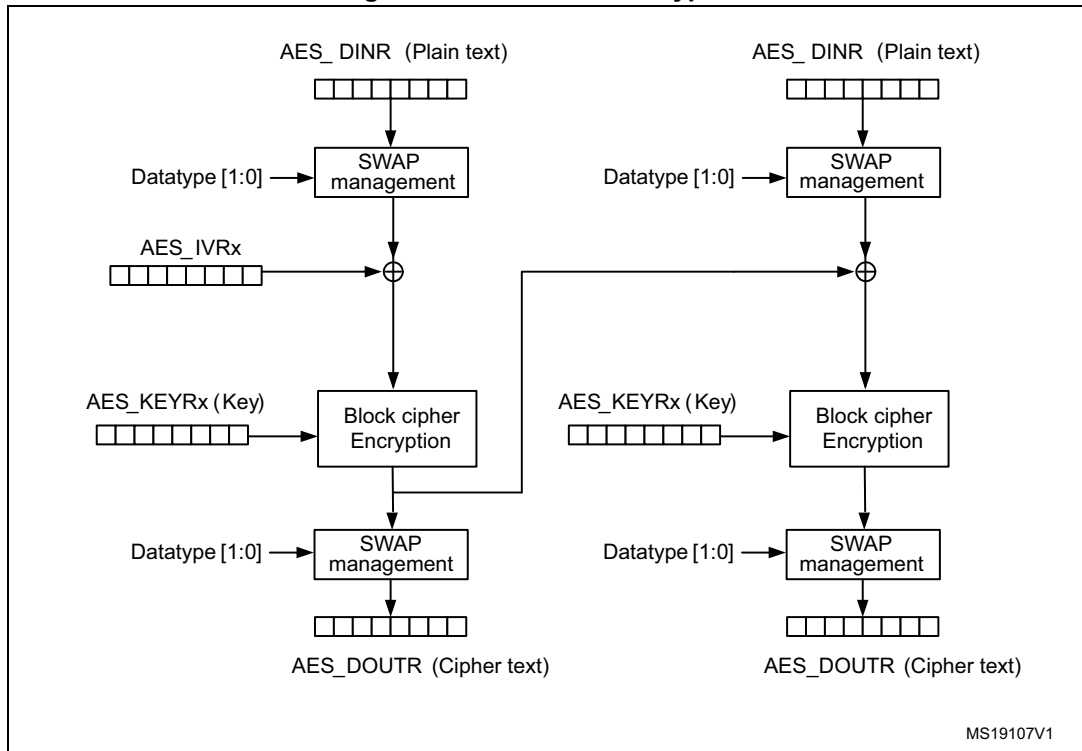 AES_ DINR (Plain text)
AES_ DINR (Plain text)
SWAP
management
Datatype [1:0]
SWAP
management
Datatype [1:0]
AES_IVRx
AES_KEYRx (Key)
Block cipher
Encryption
AES_KEYRx (Key)
Block cipher
Encryption
Datatype [1:0]
SWAP
management
Datatype [1:0]
SWAP
management
AES_DOUTR (Cipher text)
AES_DOUTR (Cipher text)
MS19107V1